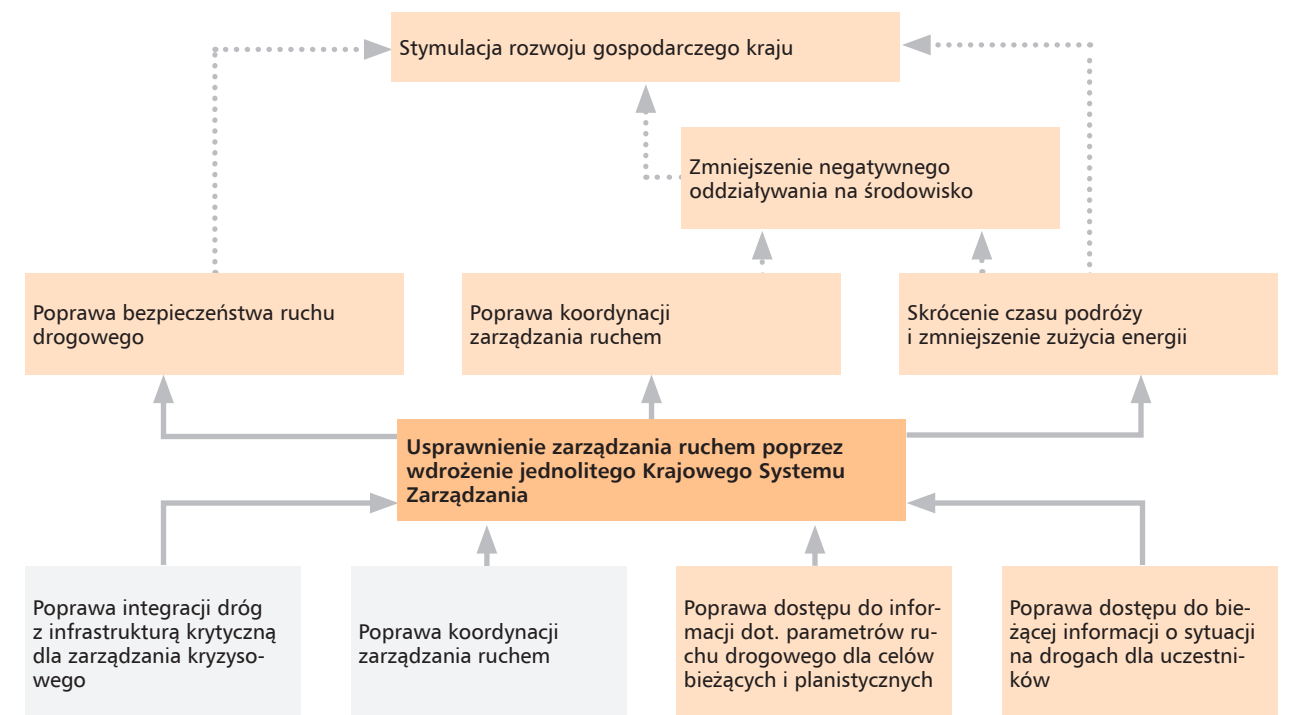 Stymulacja rozwoju gospodarczego kraju
Zmniejszenie negatywnego
oddziaływania na środowisko
Poprawa bezpieczeństwa ruchu
drogowego
Poprawa koordynacji
zarządzania ruchem
Skrócenie czasu podróży
i zmniejszenie zużycia energii
Usprawnienie zarządzania ruchem poprzez
wdrożenie jednolitego Krajowego Systemu
Zarządzania
Poprawa integracji dróg
z infrastrukturą krytyczną
dla zarządzania kryzyso-
wego
Poprawa koordynacji
zarządzania ruchem
Poprawa dostępu do infor-
macji dot. parametrów ru-
chu drogowego dla celów
bieżących i planistycznych
Poprawa dostępu do bie-
żącej informacji o sytuacji
na drogach dla uczestni-
ków